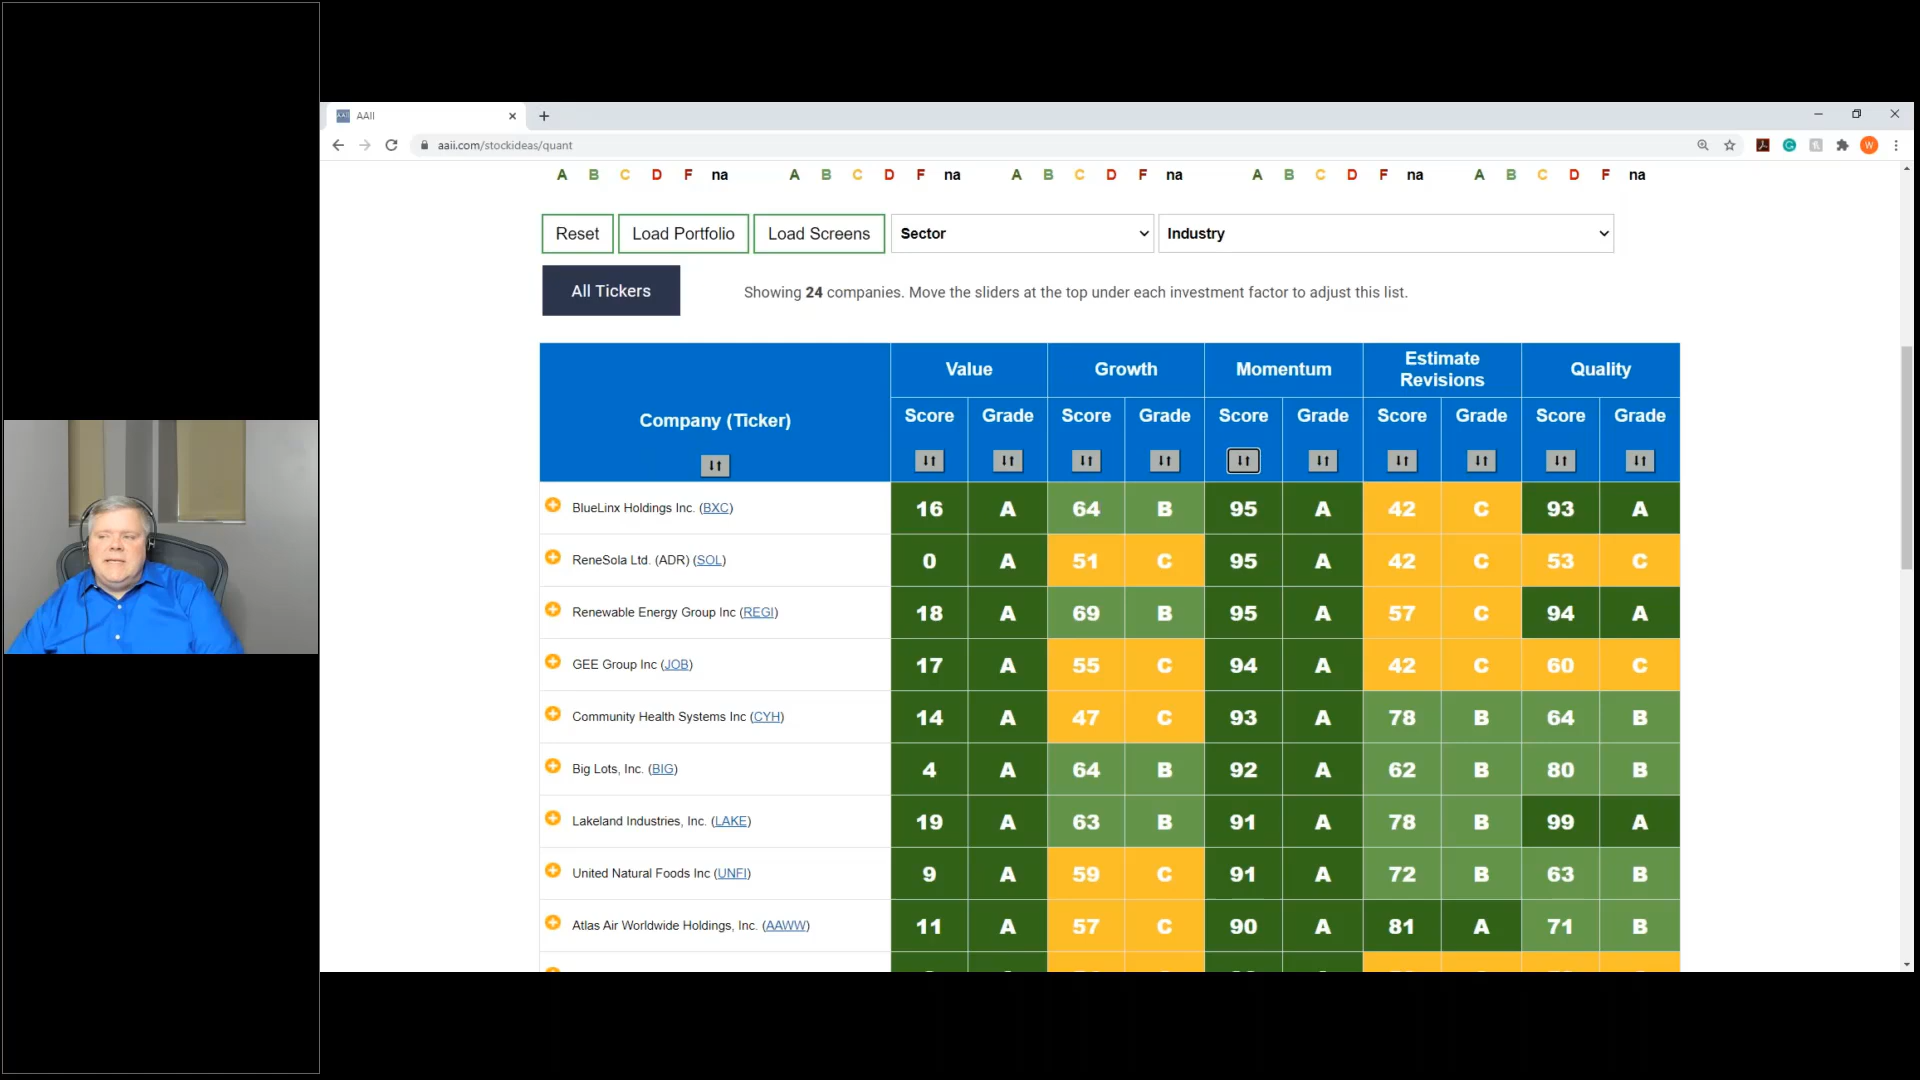 AAII
aaii.com/stockideas/quant
W
A B C D F na A B C D F na A B C D F na A B C D F na A B C D F na
Reset Load Portfolio Load Screens Sector Industry
All Tickers Showing 24 companies. Move the sliders at the top under each investment factor to adjust this list.
Company (Ticker) Value Growth Momentum Estimate Revisions Quality
Score Grade Score Grade Score Grade Score Grade Score Grade
BlueLinx Holdings Inc. (BXC) 16 A 64 B 95 A 42 C 93 A
ReneSola Ltd. (ADR) (SOL) 0 A 51 C 95 A 42 C 53 C
Renewable Energy Group Inc (REGI) 18 A 69 B 95 A 57 C 94 A
GEE Group Inc (JOB) 17 A 55 C 94 A 42 C 60 C
Community Health Systems Inc (CYH) 14 A 47 C 93 A 78 B 64 B
Big Lots, Inc. (BIG) 4 A 64 B 92 A 62 B 80 B
Lakeland Industries, Inc. (LAKE) 19 A 63 B 91 A 78 B 99 A
United Natural Foods Inc (UNFI) 9 A 59 C 91 A 72 B 63 B
Atlas Air Worldwide Holdings, Inc. (AAWW) 11 A 57 C 90 A 81 A 71 B